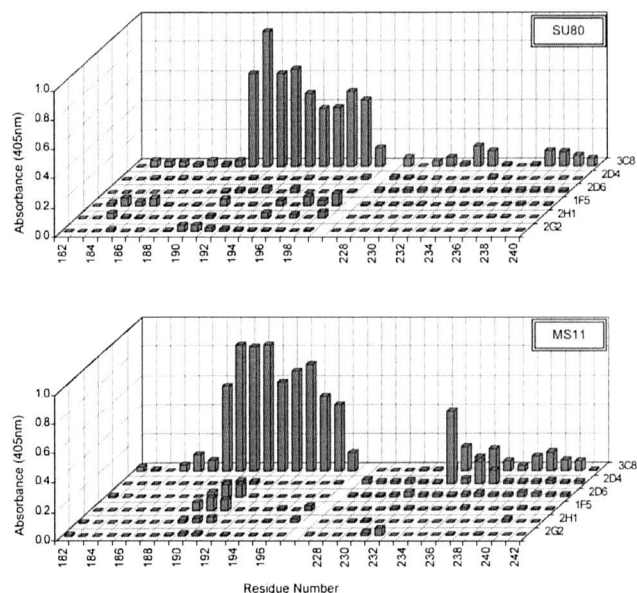 SU80
Absorbance (405nm)
1.0
0.8
0.6
0.4
0.2
0.0
182 184 186 188 190 192 194 196 198 228 230 232 234 236 238 240
3C8
2D4
2D6
1F5
2H1
2G2
MS11
Absorbance (405nm)
1.0
0.8
0.6
0.4
0.2
0.0
182 184 186 188 190 192 194 196 228 230 232 234 236 238 240 242
3C8
2D4
2D6
1F5
2H1
2G2
Residue Number